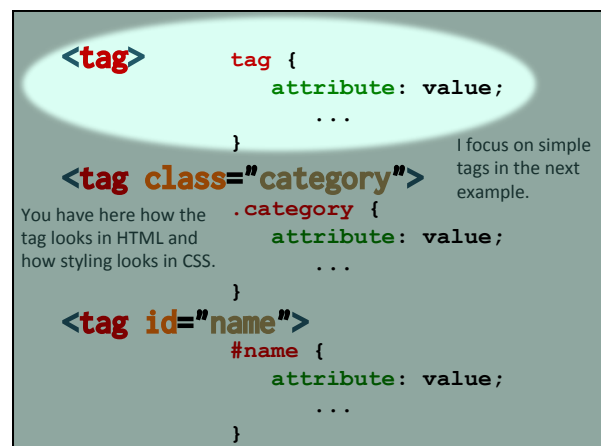 <tag>
tag {
attribute: value;
...
}
I focus on simple
tags in the next
example.
<tag class="category">
You have here how the
tag looks in HTML and
how styling looks in CSS.
.category {
attribute: value;
...
}
<tag id="name">
#name {
attribute: value;
...
}